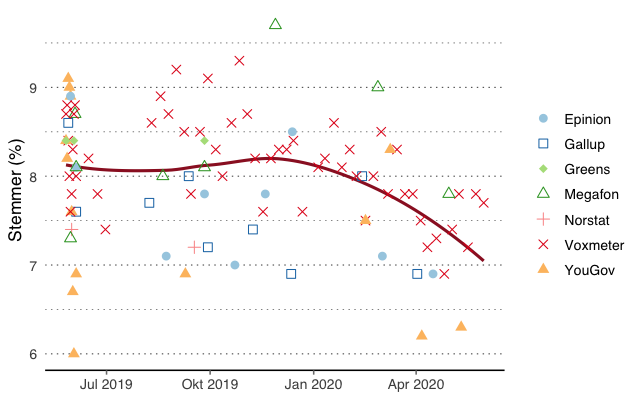 Stemmer (%)
9
8
7
6
Jul 2019
Okt 2019
Jan 2020
Apr 2020
Epinion
Gallup
Greens
Megafon
Norstat
Voxmeter
YouGov